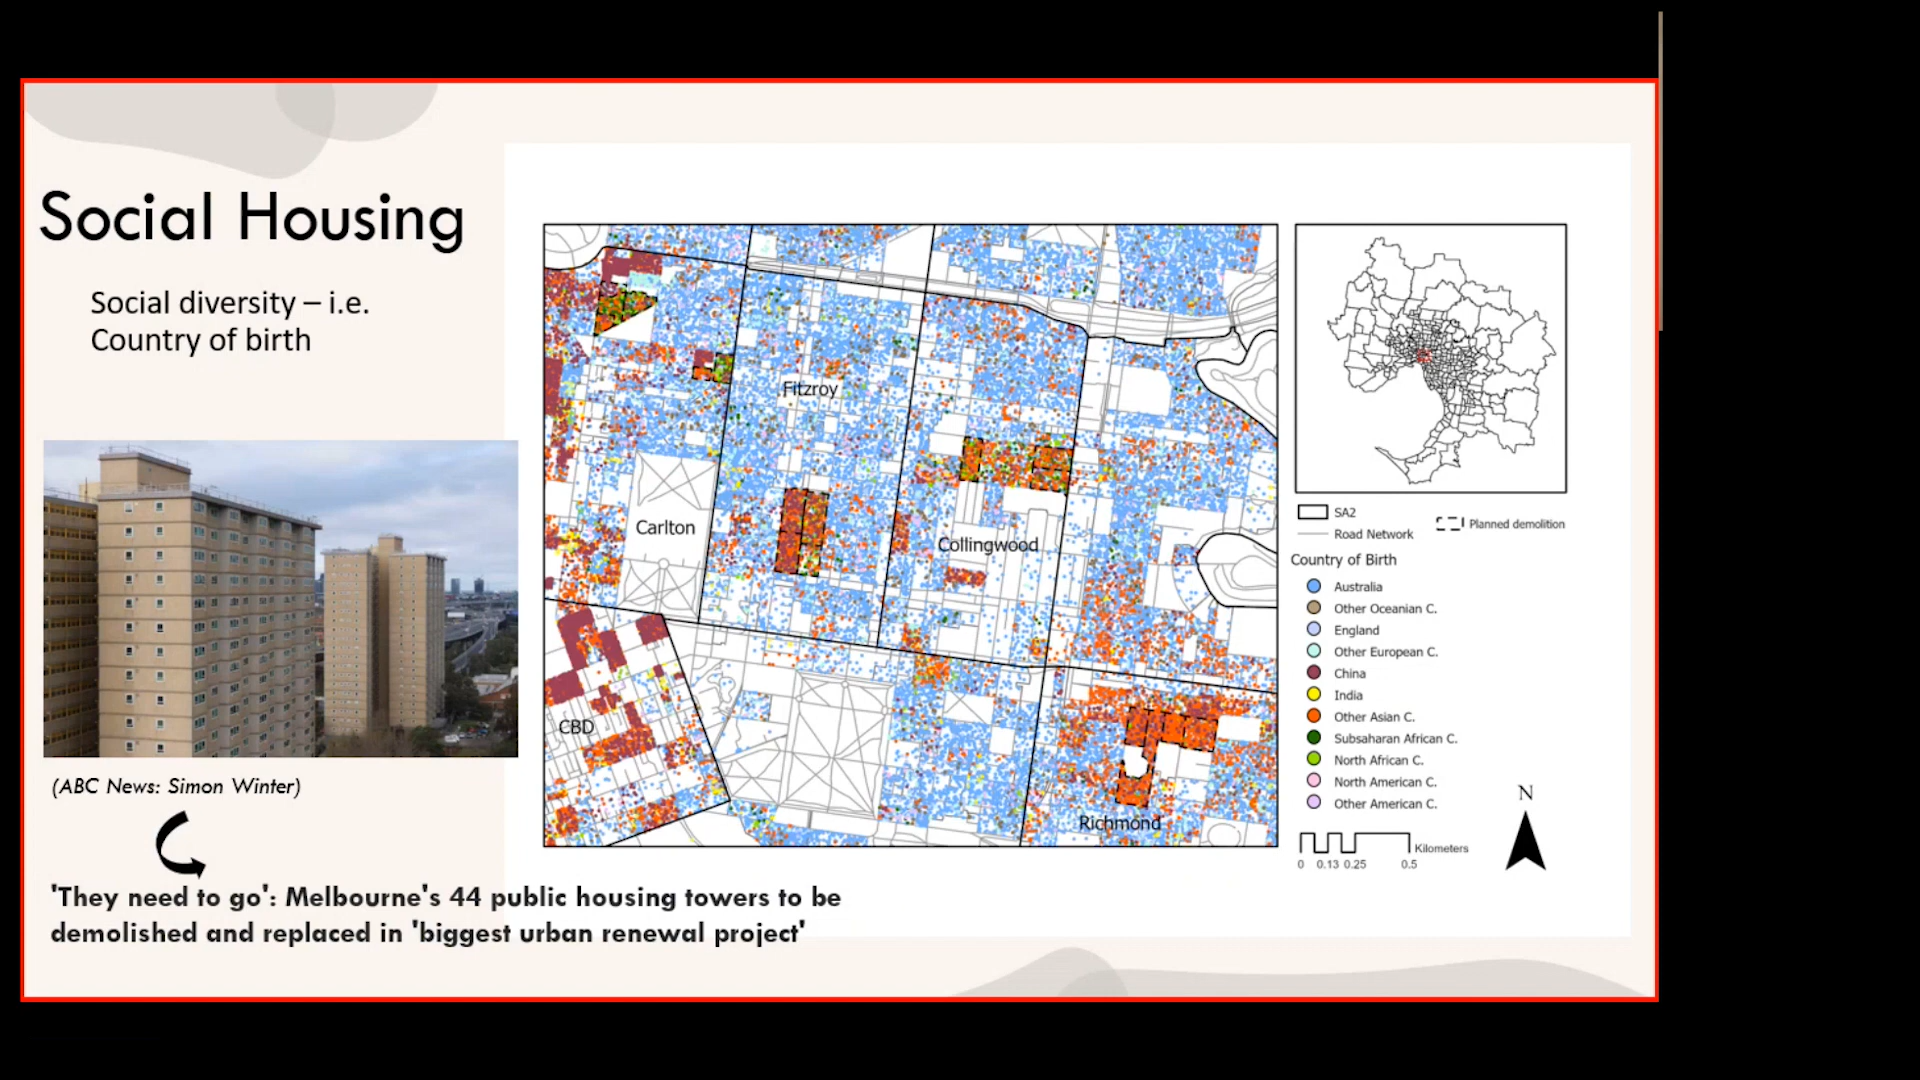 Social Housing
Social diversity – i.e.
Country of birth
(ABC News: Simon Winter)
'They need to go': Melbourne's 44 public housing towers to be
demolished and replaced in 'biggest urban renewal project'
Fitzroy
Carlton
Collingwood
CBD
Richmond
SA2
Road Network
Planned demolition
Country of Birth
Australia
Other Oceanian C.
England
Other European C.
China
India
Other Asian C.
Subsaharan African C.
North African C.
North American C.
Other American C.
N
Kilometers
0 0.13 0.25 0.5